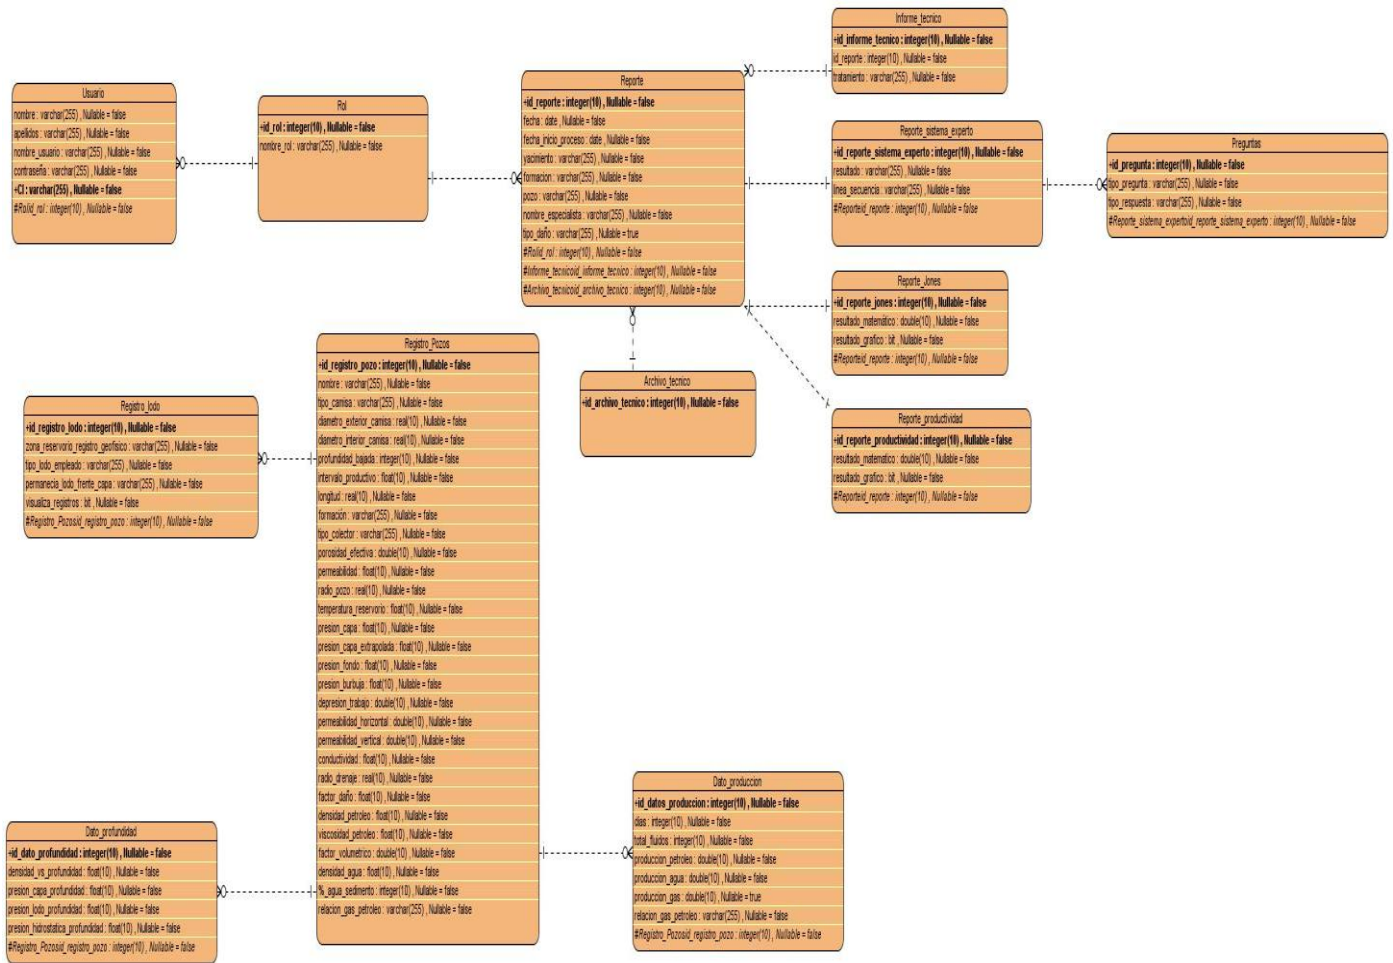 Informe_tecnico
+id_informe_tecnico : integer(10) , Nullable = false
id_reporte : integer(10) , Nullable = false
tratamiento : varchar(255) , Nullable = false
Usuario
nombre : varchar(255) , Nullable = false
apellidos : varchar(255) , Nullable = false
nombre_usuario : varchar(255) , Nullable = false
contraseña : varchar(255) , Nullable = false
+CI : varchar(255) , Nullable = false
#Rolid_rol : integer(10) , Nullable = false
Rol
+id_rol : integer(10) , Nullable = false
nombre_rol : varchar(255) , Nullable = false
Reporte
+id_reporte : integer(10) , Nullable = false
fecha : date , Nullable = false
fecha_inicio_proceso : date , Nullable = false
yacimiento : varchar(255) , Nullable = false
formacion : varchar(255) , Nullable = false
pozo : varchar(255) , Nullable = false
nombre_especialista : varchar(255) , Nullable = false
tipo_daño : varchar(255) , Nullable = true
#Rolid_rol : integer(10) , Nullable = false
#Informe_tecnicoid_informe_tecnico : integer(10) , Nullable = false
#Archivo_tecnicoid_archivo_tecnico : integer(10) , Nullable = false
Reporte_sistema_experto
+id_reporte_sistema_experto : integer(10) , Nullable = false
resultado : varchar(255) , Nullable = false
linea_secuencia : varchar(255) , Nullable = false
#Reporteid_reporte : integer(10) , Nullable = false
Preguntas
+id_pregunta : integer(10) , Nullable = false
tipo_pregunta : varchar(255) , Nullable = false
tipo_respuesta : varchar(255) , Nullable = false
#Reporte_sistema_expertoid_reporte_sistema_experto : integer(10) , Nullable = false
Reporte_Jones
+id_reporte_jones : integer(10) , Nullable = false
resultado_matemático : double(10) , Nullable = false
resultado_grafico : bit , Nullable = false
#Reporteid_reporte : integer(10) , Nullable = false
Reporte_productividad
+id_reporte_productividad : integer(10) , Nullable = false
resultado_matematico : double(10) , Nullable = false
resultado_grafico : bit , Nullable = false
#Reporteid_reporte : integer(10) , Nullable = false
Archivo_tecnico
+id_archivo_tecnico : integer(10) , Nullable = false
Registro_Pozos
+id_registro_pozo : integer(10) , Nullable = false
nombre : varchar(255) , Nullable = false
tipo_camisa : varchar(255) , Nullable = false
diametro_exterior_camisa : real(10) , Nullable = false
diametro_interior_camisa : real(10) , Nullable = false
profundidad_bajada : integer(10) , Nullable = false
intervalo_productivo : float(10) , Nullable = false
longitud : real(10) , Nullable = false
formación : varchar(255) , Nullable = false
tipo_colector : varchar(255) , Nullable = false
porosidad_efectiva : double(10) , Nullable = false
permeabilidad : float(10) , Nullable = false
radio_pozo : real(10) , Nullable = false
temperatura_reservorio : float(10) , Nullable = false
presion_capa : float(10) , Nullable = false
presion_capa_extrapolada : float(10) , Nullable = false
presion_fondo : float(10) , Nullable = false
presion_burbuja : float(10) , Nullable = false
depresion_trabajo : double(10) , Nullable = false
permeabilidad_horizontal : double(10) , Nullable = false
permeabilidad_vertical : double(10) , Nullable = false
conductividad : float(10) , Nullable = false
radio_drenaje : real(10) , Nullable = false
factor_daño : float(10) , Nullable = false
densidad_petroleo : float(10) , Nullable = false
viscosidad_petroleo : float(10) , Nullable = false
factor_volumetrico : double(10) , Nullable = false
densidad_agua : float(10) , Nullable = false
%_agua_sedimento : integer(10) , Nullable = false
relacion_gas_petroleo : varchar(255) , Nullable = false
Registro_lodo
+id_registro_lodo : integer(10) , Nullable = false
zona_reservorio_registro_geofisico : varchar(255) , Nullable = false
tipo_lodo_empleado : varchar(255) , Nullable = false
permanecia_lodo_frente_capa : varchar(255) , Nullable = false
visualiza_registros : bit , Nullable = false
#Registro_Pozosid_registro_pozo : integer(10) , Nullable = false
Dato_profundidad
+id_dato_profundidad : integer(10) , Nullable = false
densidad_vs_profundidad : float(10) , Nullable = false
presion_capa_profundidad : float(10) , Nullable = false
presion_lodo_profundidad : float(10) , Nullable = false
presion_hidrostatica_profundidad : float(10) , Nullable = false
#Registro_Pozosid_registro_pozo : integer(10) , Nullable = false
Dato_produccion
+id_datos_produccion : integer(10) , Nullable = false
dias : integer(10) , Nullable = false
total_fluidos : integer(10) , Nullable = false
produccion_petroleo : double(10) , Nullable = false
produccion_agua : double(10) , Nullable = false
produccion_gas : double(10) , Nullable = true
relacion_gas_petroleo : varchar(255) , Nullable = false
#Registro_Pozosid_registro_pozo : integer(10) , Nullable = false